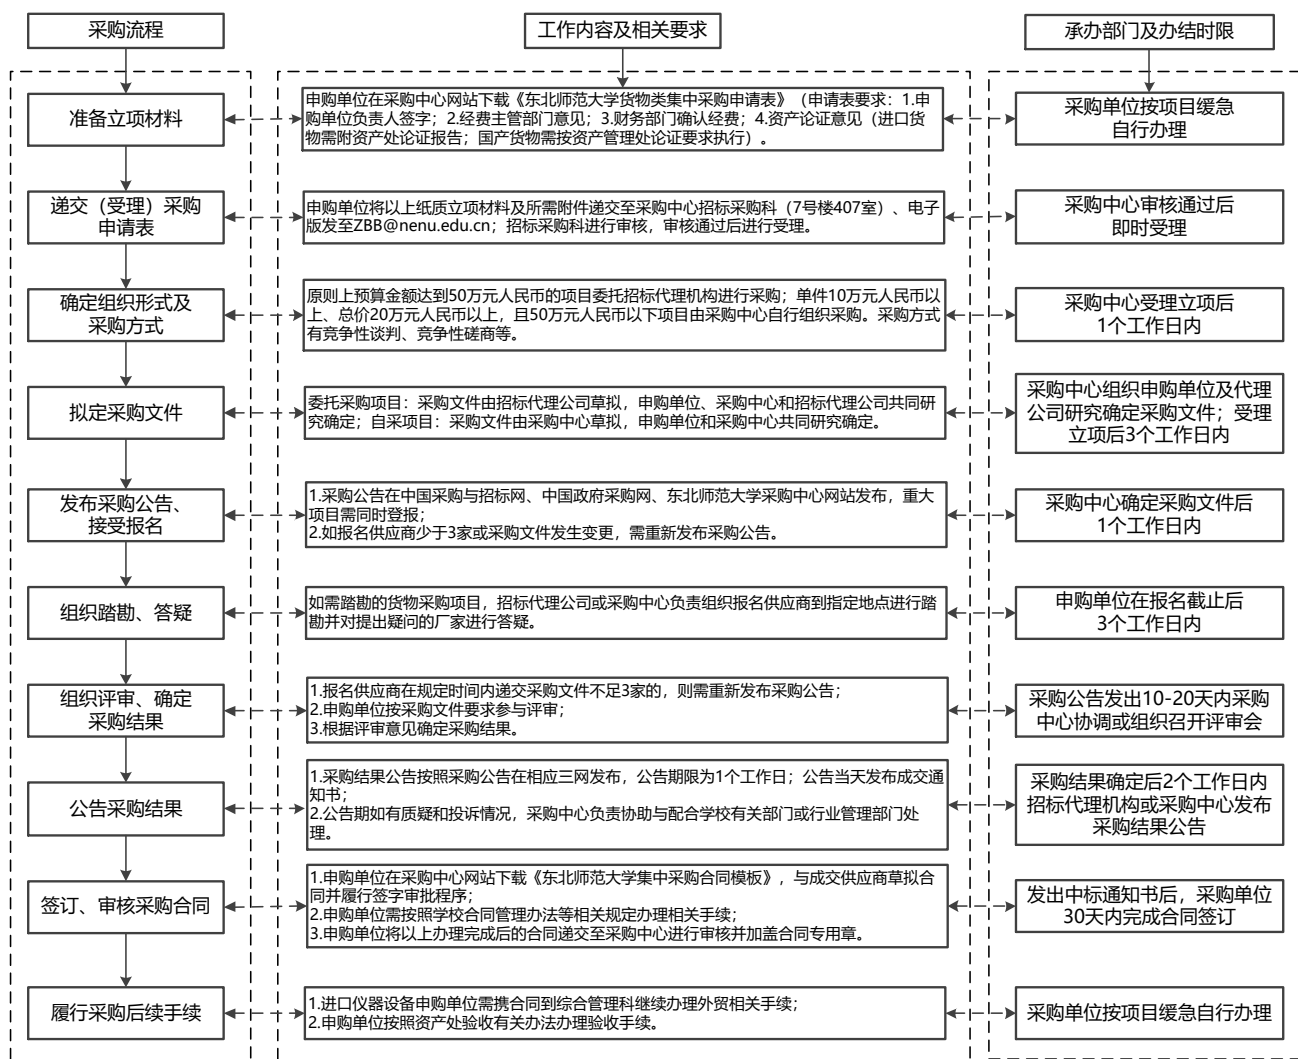 采购流程
工作内容及相关要求
承办部门及办结时限
准备立项材料
申购单位在采购中心网站下载《东北师范大学货物类集中采购申请表》（申请表要求：1.申
购单位负责人签字；2.经费主管部门意见；3.财务部门确认经费；4.资产论证意见（进口货
物需附资产处论证报告；国产货物需按资产管理处论证要求执行）。
采购单位按项目缓急
自行办理
递交（受理）采购
申请表
申购单位将以上纸质立项材料及所需附件递交至采购中心招标采购科（7号楼407室）、电子
版发至ZBB@nenu.edu.cn；招标采购科进行审核，审核通过后进行受理。
采购中心审核通过后
即时受理
确定组织形式及
采购方式
原则上预算金额达到50万元人民币的项目委托招标代理机构进行采购；单件10万元人民币以
上、总价20万元人民币以上，且50万元人民币以下项目由采购中心自行组织采购。采购方式
有竞争性谈判、竞争性磋商等。
采购中心受理立项后
1个工作日内
拟定采购文件
委托采购项目：采购文件由招标代理公司草拟，申购单位、采购中心和招标代理公司共同研
究确定；自采项目：采购文件由采购中心草拟，申购单位和采购中心共同研究确定。
采购中心组织申购单位及代理
公司研究确定采购文件；受理
立项后3个工作日内
发布采购公告、
接受报名
1.采购公告在中国采购与招标网、中国政府采购网、东北师范大学采购中心网站发布，重大
项目需同时登报；
2.如报名供应商少于3家或采购文件发生变更，需重新发布采购公告。
采购中心确定采购文件后
1个工作日内
组织踏勘、答疑
如需踏勘的货物采购项目，招标代理公司或采购中心负责组织报名供应商到指定地点进行踏
勘并对提出疑问的厂家进行答疑。
申购单位在报名截止后
3个工作日内
组织评审、确定
采购结果
1.报名供应商在规定时间内递交采购文件不足3家的，则需重新发布采购公告；
2.申购单位按采购文件要求参与评审；
3.根据评审意见确定采购结果。
采购公告发出10-20天内采购
中心协调或组织召开评审会
公告采购结果
1.采购结果公告按照采购公告在相应三网发布，公告期限为1个工作日；公告当天发布成交通
知书；
2.公告期如有质疑和投诉情况，采购中心负责协助与配合学校有关部门或行业管理部门处
理。
采购结果确定后2个工作日内
招标代理机构或采购中心发布
采购结果公告
签订、审核采购合同
1.申购单位在采购中心网站下载《东北师范大学集中采购合同模板》，与成交供应商草拟合
同并履行签字审批程序；
2.申购单位需按照学校合同管理办法等相关规定办理相关手续；
3.申购单位将以上办理完成后的合同递交至采购中心进行审核并加盖合同专用章。
发出中标通知书后，采购单位
30天内完成合同签订
履行采购后续手续
1.进口仪器设备申购单位需携合同到综合管理科继续办理外贸相关手续；
2.申购单位按照资产处验收有关办法办理验收手续。
采购单位按项目缓急自行办理